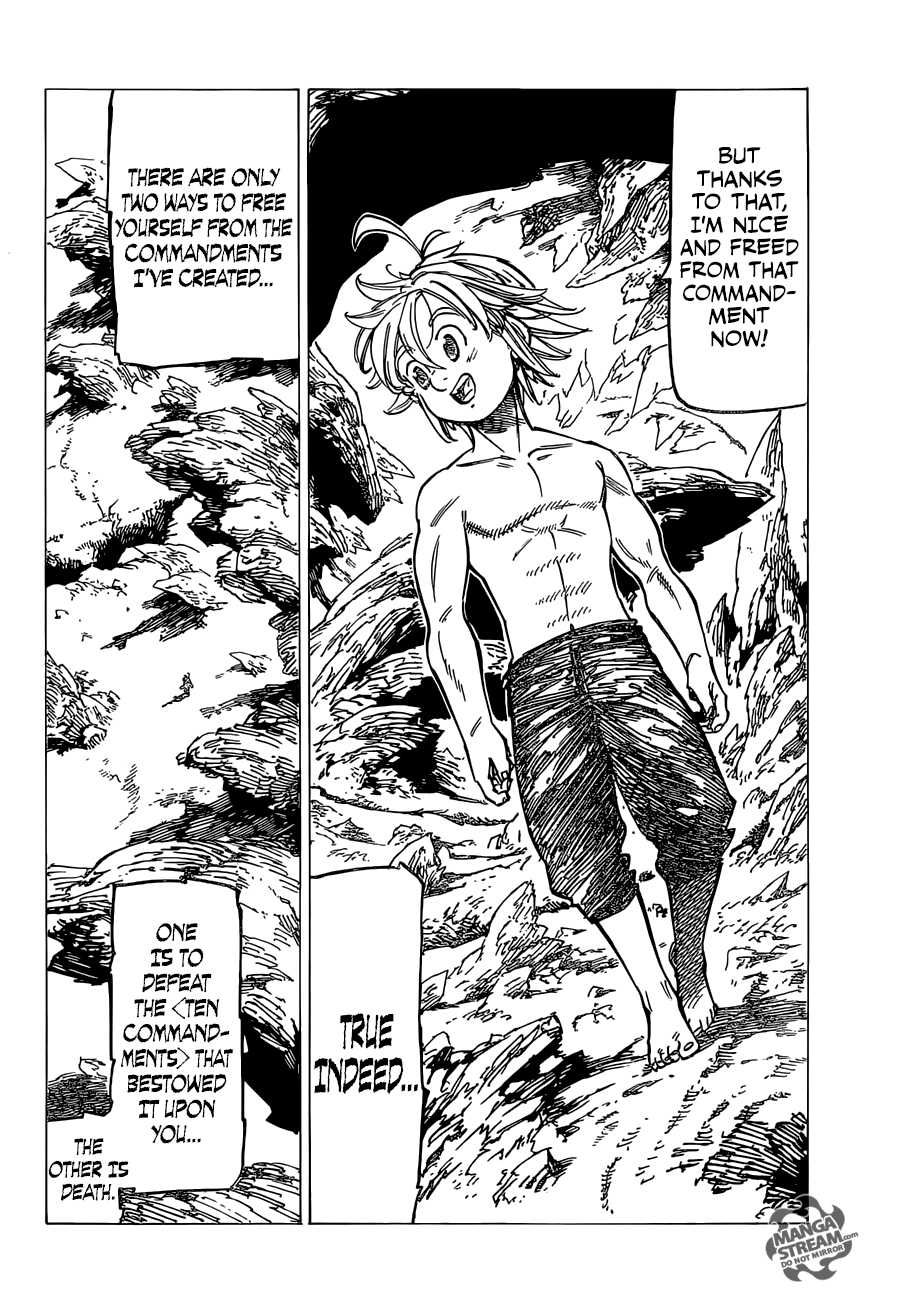 BUT
THANKS
TO THAT,
I'M NICE
AND FREED
FROM THAT
COMMAND-
MENT
NOW!
TRUE
INDEED...
THERE ARE ONLY
TWO WAYS TO FREE
YOURSELF FROM THE
COMMANDMENTS
I'VE CREATED...
ONE
IS TO
DEFEAT
THE <TEN
COMMAND-
MENTS> THAT
BESTOWED
IT UPON
YOU...
THE
OTHER IS
DEATH.
MANGA
STREAM.com
DO NOT MIRROR